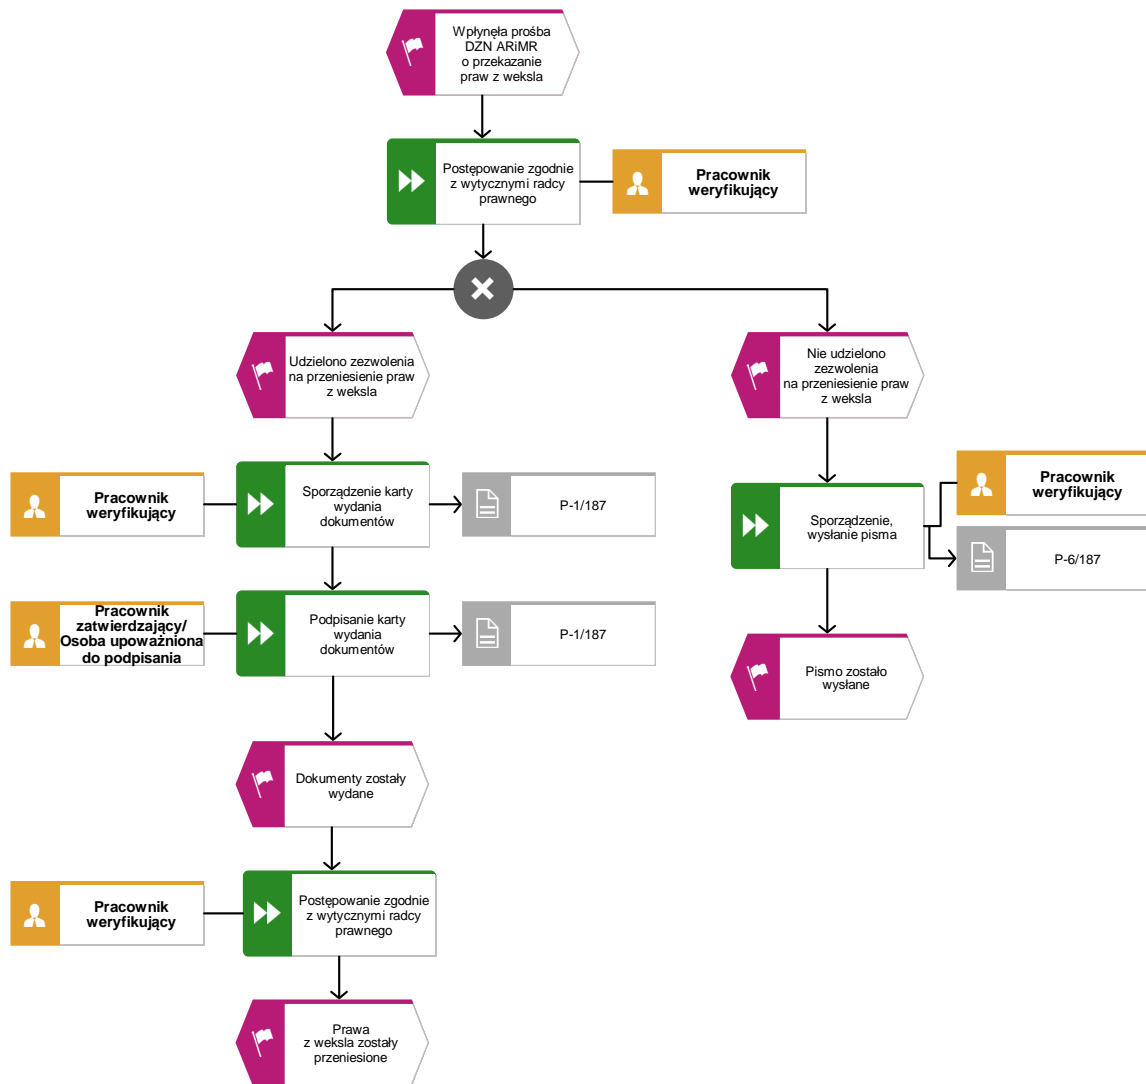 Wpłynęła prośba
DZN ARiMR
o przekazanie
praw z weksla
Postępowanie zgodnie
z wytycznymi radcy
prawnego
Pracownik
weryfikujący
Udzielono zezwolenia
na przeniesienie praw
z weksla
Nie udzielono
zezwolenia
na przeniesienie praw
z weksla
Pracownik
weryfikujący
Sporządzenie karty
wydania
dokumentów
P-1/187
Sporządzenie,
wysłanie pisma
Pracownik
weryfikujący
P-6/187
Pracownik
zatwierdzający/
Osoba upoważniona
do podpisania
Podpisanie karty
wydania
dokumentów
P-1/187
Pismo zostało
wysłane
Dokumenty zostały
wydane
Pracownik
weryfikujący
Postępowanie zgodnie
z wytycznymi radcy
prawnego
Prawa
z weksla zostały
przeniesione